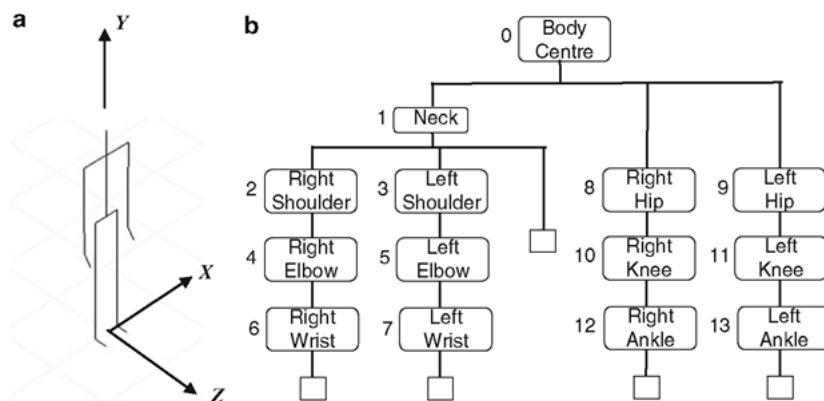 a
Y
X
Z
b
0
Body
Centre
1
Neck
2
Right
Shoulder
3
Left
Shoulder
8
Right
Hip
9
Left
Hip
4
Right
Elbow
5
Left
Elbow
10
Right
Knee
11
Left
Knee
6
Right
Wrist
7
Left
Wrist
12
Right
Ankle
13
Left
Ankle